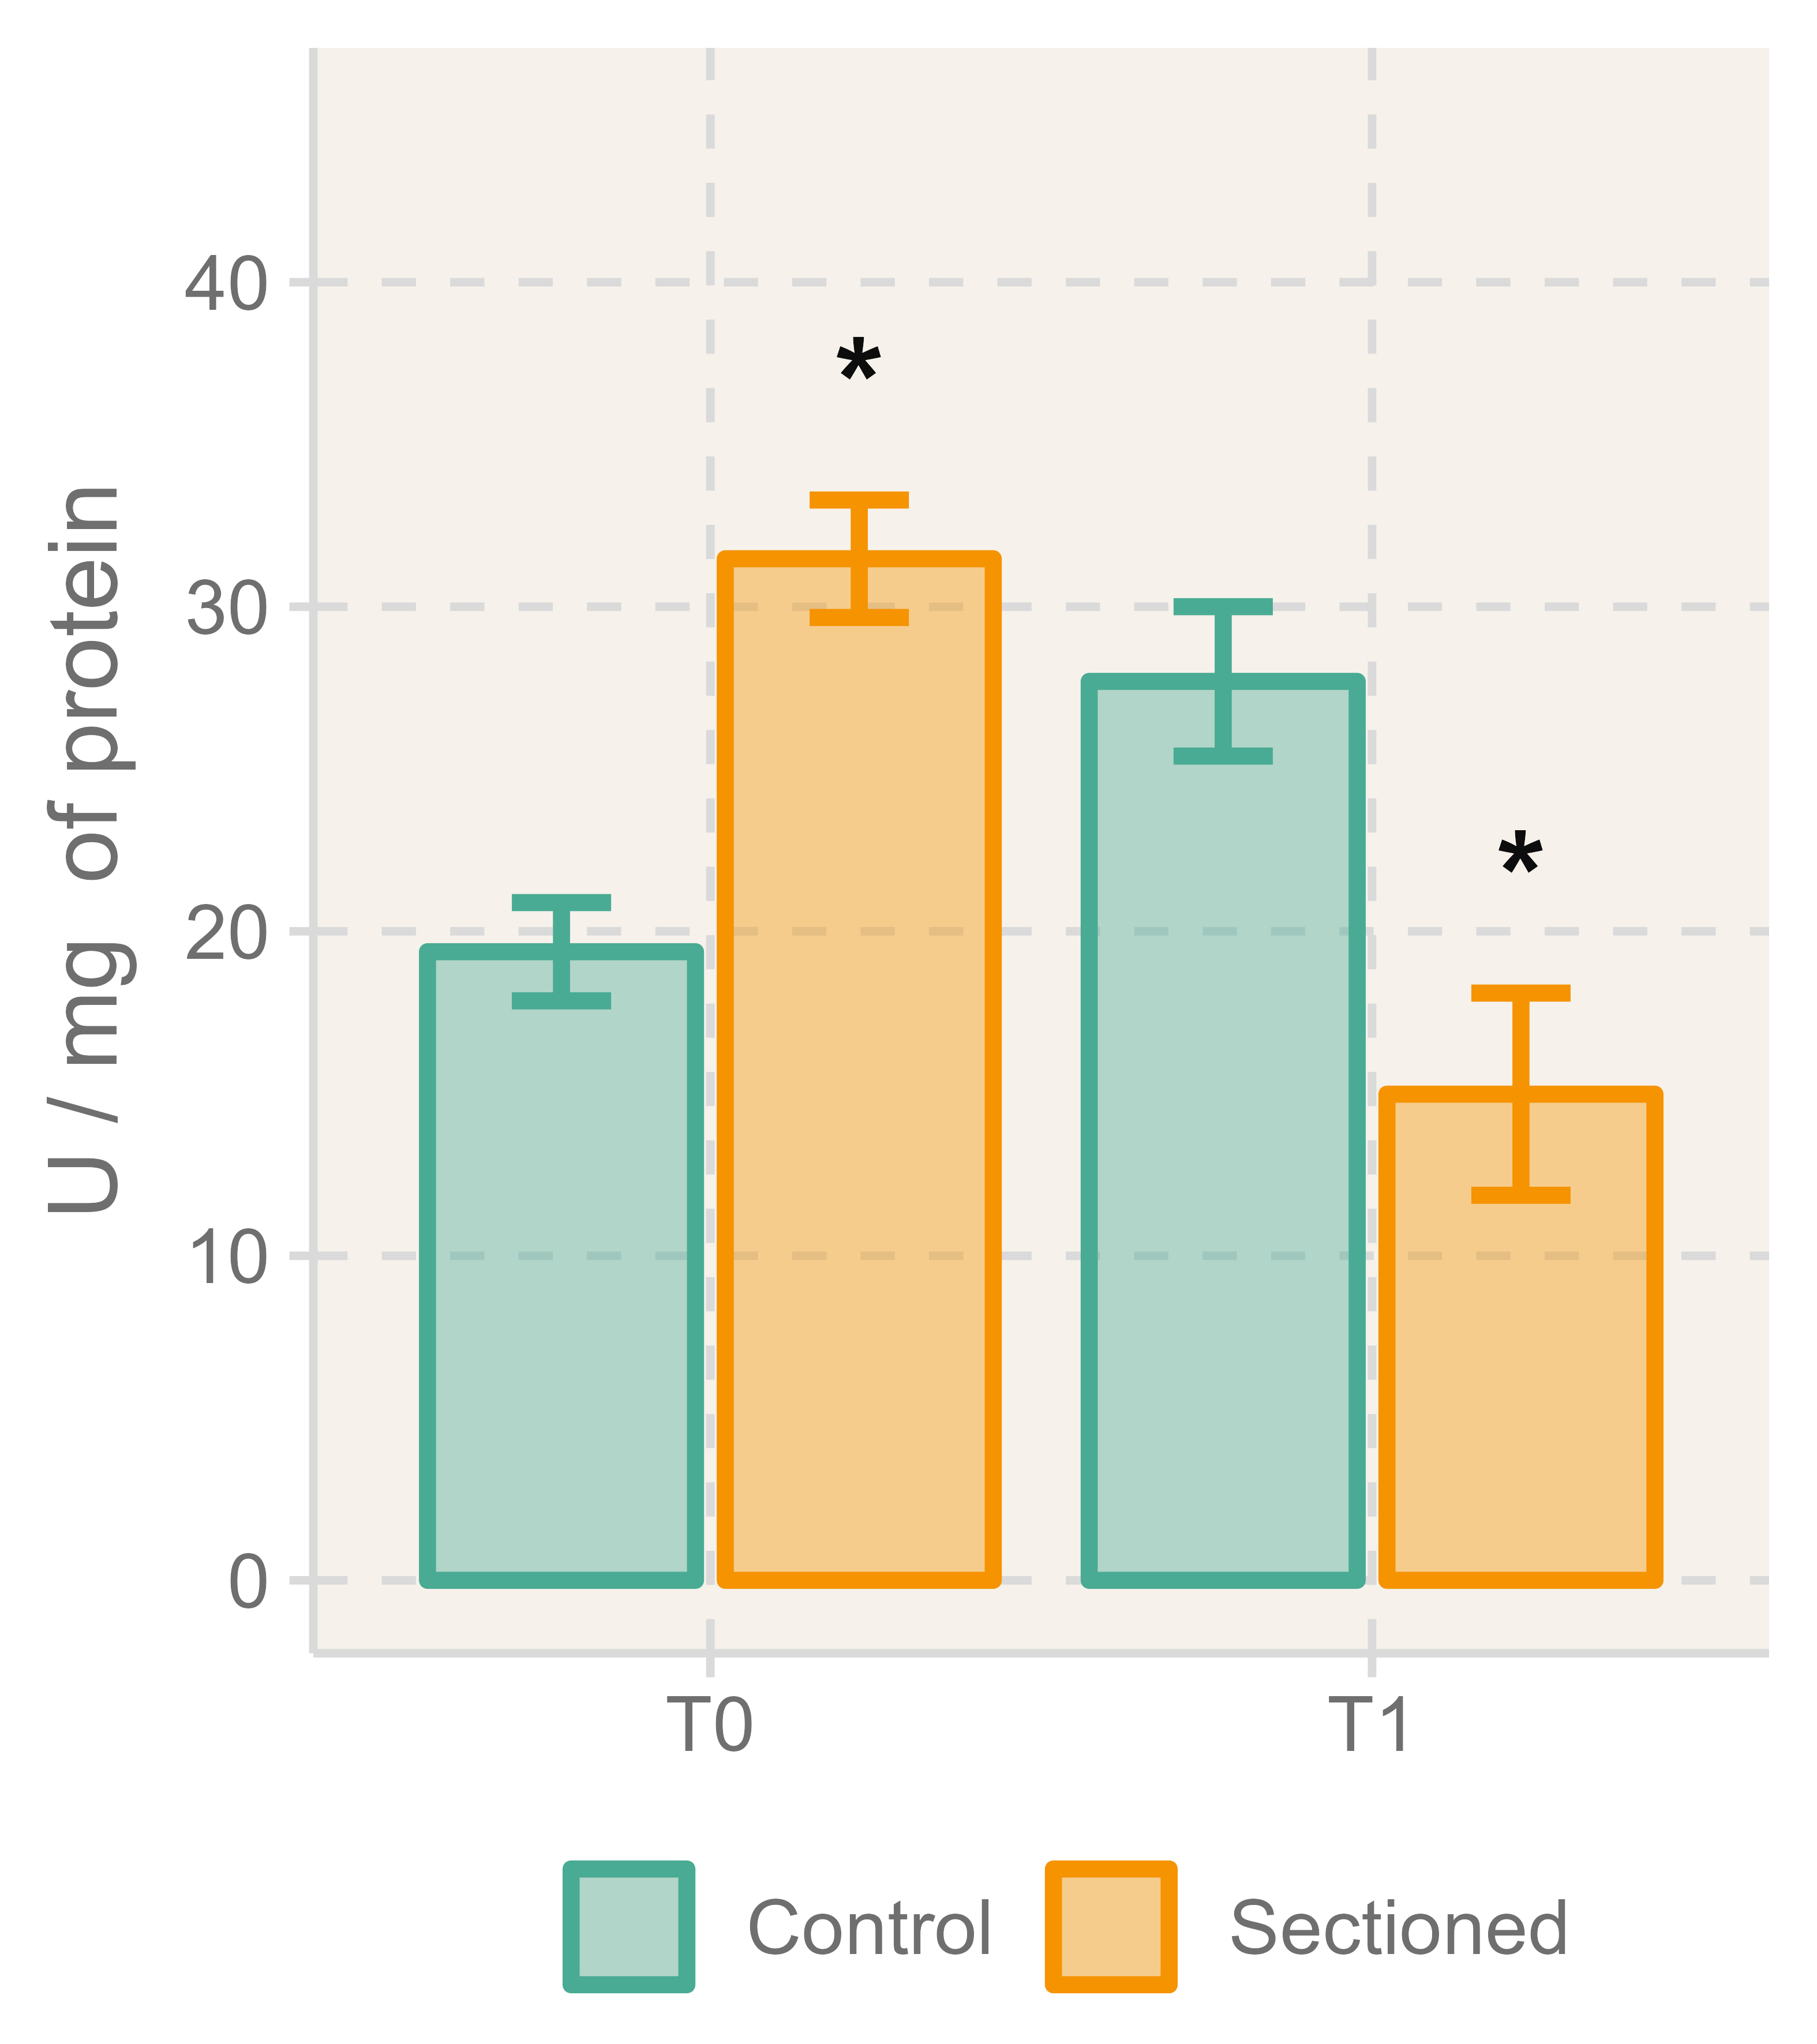 U / mg of protein
40
*
30
*
20
10
0
T0 T1
Control Sectioned